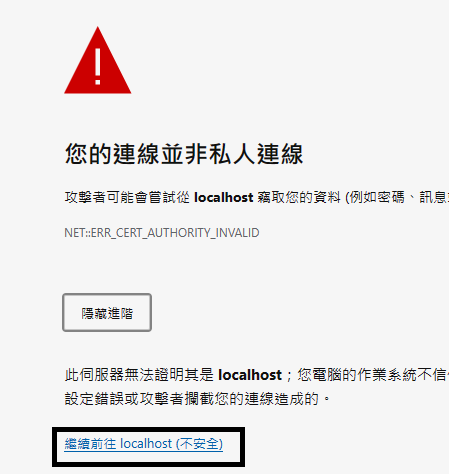 您的連線並非私人連線
攻擊者可能會嘗試從 localhost 竊取您的資料 (例如密碼、訊息
NET::ERR_CERT_AUTHORITY_INVALID
隱藏進階
此伺服器無法證明其是 localhost；您電腦的作業系統不信
設定錯誤或攻擊者攔截您的連線造成的。
繼續前往 localhost (不安全)